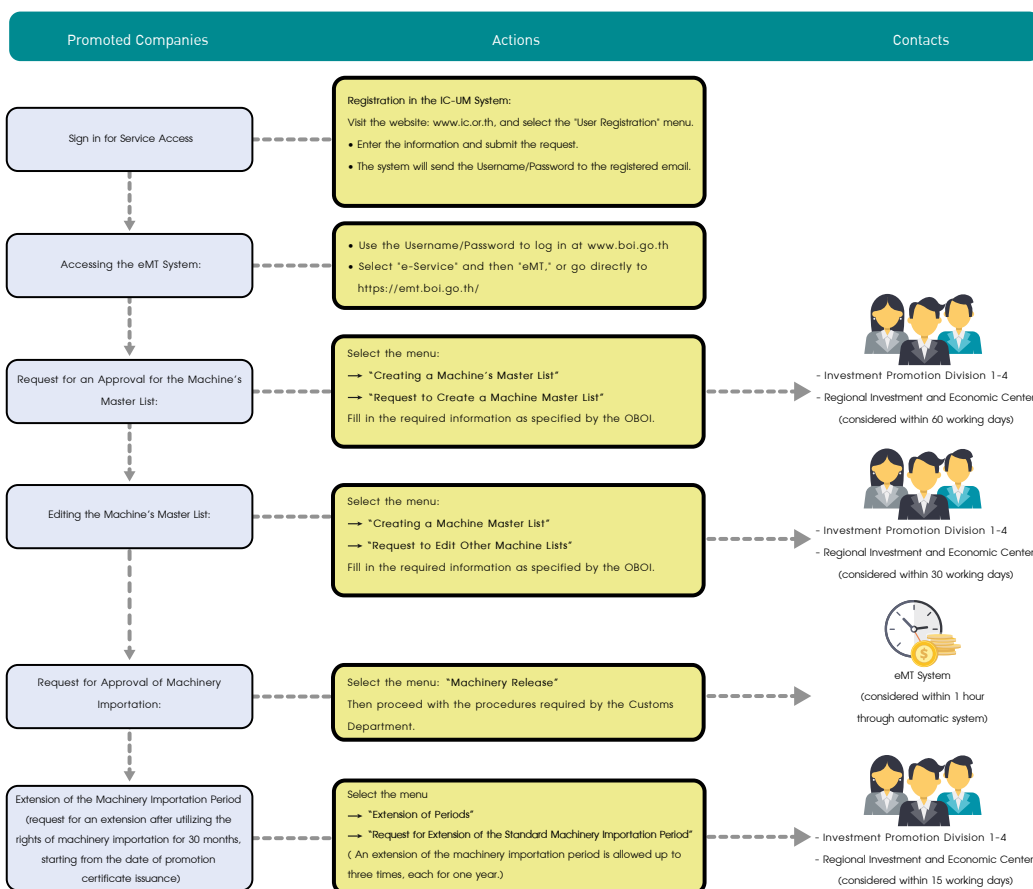 Promoted Companies
Actions
Contacts
Sign in for Service Access
Registration in the IC-UM System:
Visit the website: www.ic.or.th, and select the "User Registration" menu.
• Enter the information and submit the request.
• The system will send the Username/Password to the registered email.
Accessing the eMT System:
• Use the Username/Password to log in at www.boi.go.th
• Select "e-Service" and then "eMT," or go directly to
https://emt.boi.go.th/
Request for an Approval for the Machine's
Master List:
Select the menu:
→ "Creating a Machine's Master List"
→ "Request to Create a Machine Master List"
Fill in the required information as specified by the OBOI.
- Investment Promotion Division 1-4
- Regional Investment and Economic Center
(considered within 60 working days)
Editing the Machine's Master List:
Select the menu:
→ "Creating a Machine Master List"
→ "Request to Edit Other Machine Lists"
Fill in the required information as specified by the OBOI.
- Investment Promotion Division 1-4
- Regional Investment and Economic Center
(considered within 30 working days)
Request for Approval of Machinery
Importation:
Select the menu: "Machinery Release"
Then proceed with the procedures required by the Customs
Department.
$
eMT System
(considered within 1 hour
through automatic system)
Extension of the Machinery Importation Period
(request for an extension after utilizing the
rights of machinery importation for 30 months,
starting from the date of promotion
certificate issuance)
Select the menu
→ "Extension of Periods"
→ "Request for Extension of the Standard Machinery Importation Period"
( An extension of the machinery importation period is allowed up to
three times, each for one year.)
- Investment Promotion Division 1-4
- Regional Investment and Economic Center
(considered within 15 working days)